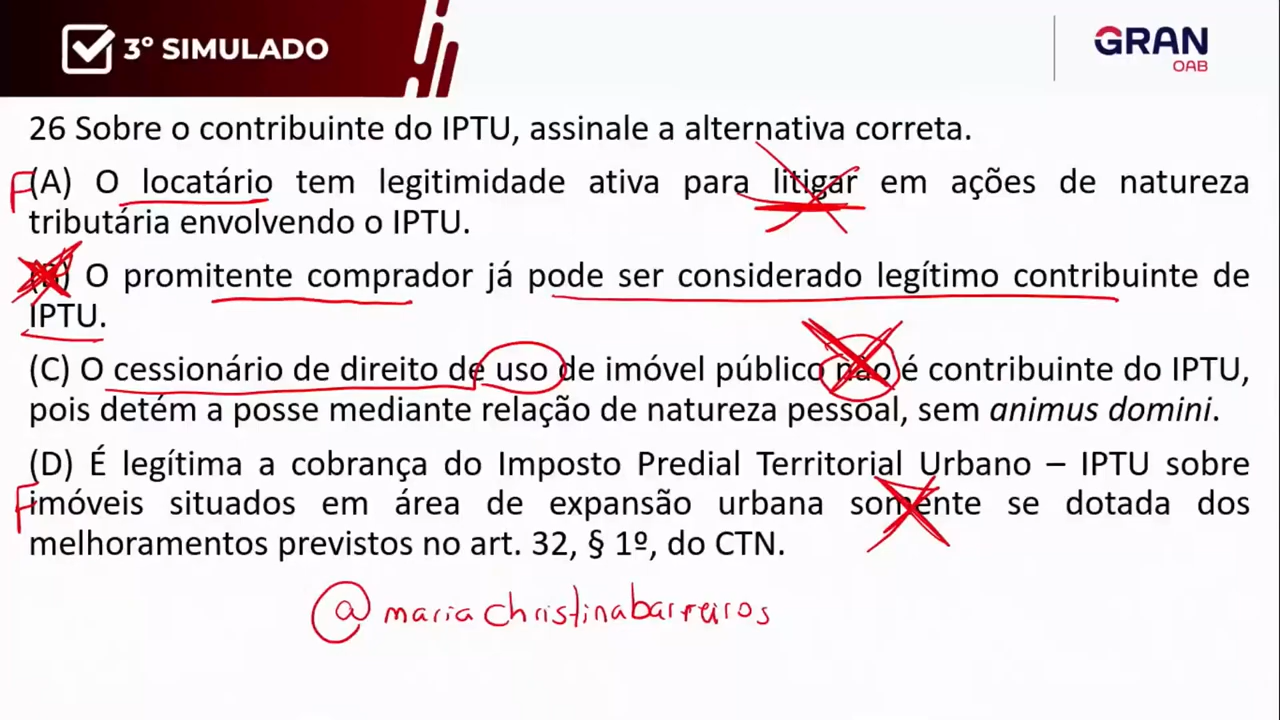 3º SIMULADO
GRAN
OAB
26 Sobre o contribuinte do IPTU, assinale a alternativa correta.
F(A) O locatário tem legitimidade ativa para litigar em ações de natureza
tributária envolvendo o IPTU.
(B) O promitente comprador já pode ser considerado legítimo contribuinte de
IPTU.
(C) O cessionário de direito de uso de imóvel público não é contribuinte do IPTU,
pois detém a posse mediante relação de natureza pessoal, sem animus domini.
(D) É legítima a cobrança do Imposto Predial Territorial Urbano – IPTU sobre
F imóveis situados em área de expansão urbana somente se dotada dos
melhoramentos previstos no art. 32, § 1º, do CTN.
@mariachristinabarreiros